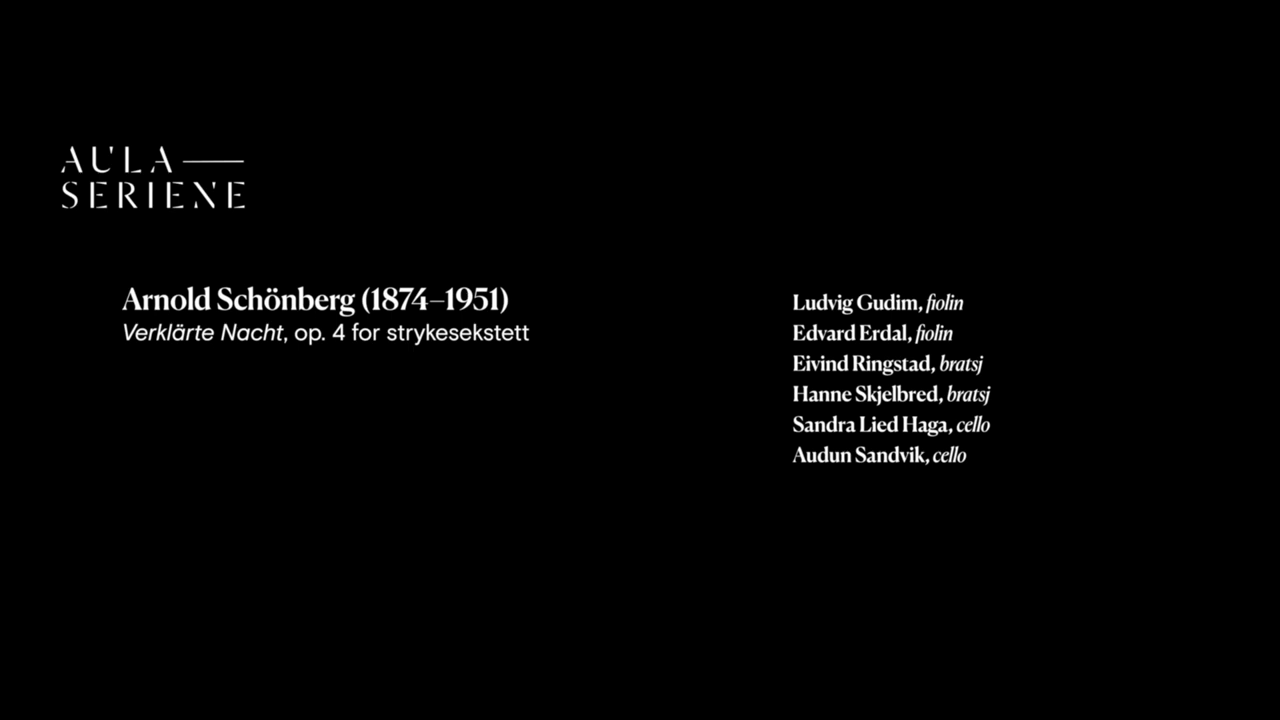 AULA
SERIENE
Arnold Schönberg (1874–1951)
Verklärte Nacht, op. 4 for strykesekstett
Ludvig Gudim, fiolin
Edvard Erdal, fiolin
Eivind Ringstad, bratsj
Hanne Skjelbred, bratsj
Sandra Lied Haga, cello
Audun Sandvik, cello